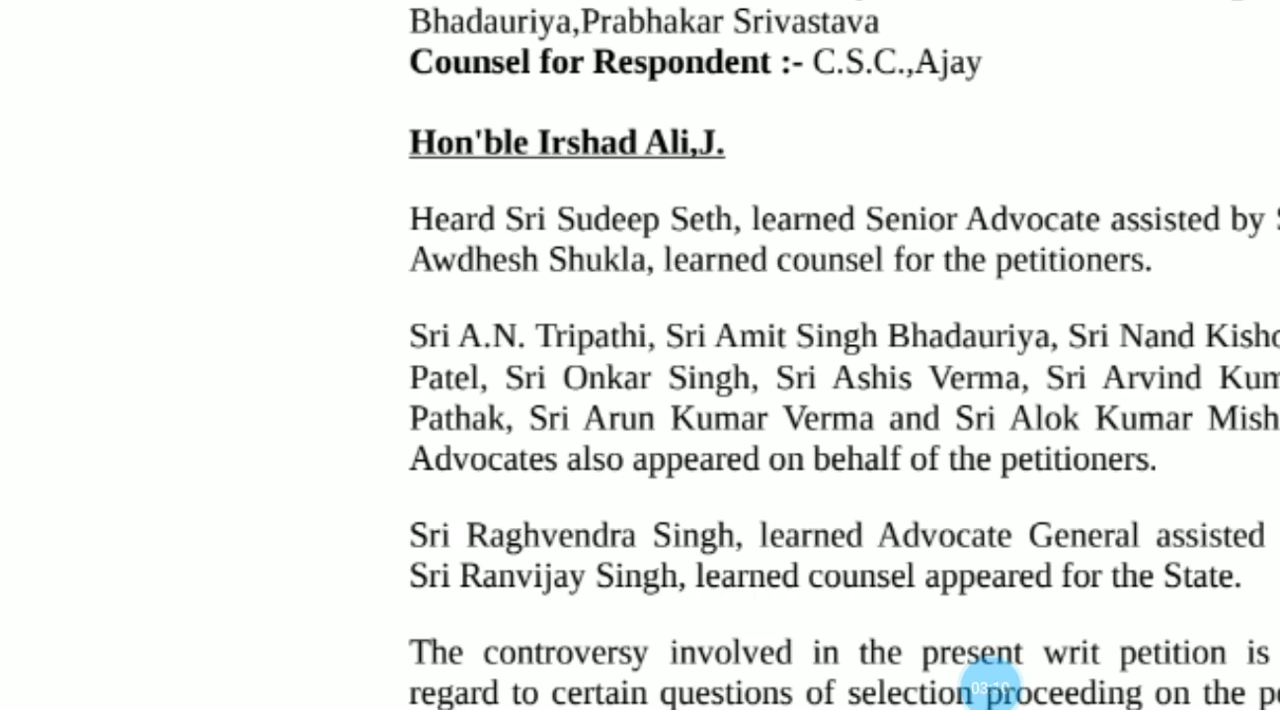 Bhadauriya,Prabhakar Srivastava
Counsel for Respondent :- C.S.C.,Ajay
Hon'ble Irshad Ali,J.
Heard Sri Sudeep Seth, learned Senior Advocate assisted by
Awdhesh Shukla, learned counsel for the petitioners.
Sri A.N. Tripathi, Sri Amit Singh Bhadauriya, Sri Nand
Patel, Sri Onkar Singh, Sri Ashis Verma, Sri Arvind
Pathak, Sri Arun Kumar Verma and Sri Alok Kumar
Advocates also appeared on behalf of the petitioners.
Sri Raghvendra Singh, learned Advocate General assisted
Sri Ranvijay Singh, learned counsel appeared for the State.
The controversy involved in the present writ petition is
regard to certain questions of selection proceeding on the